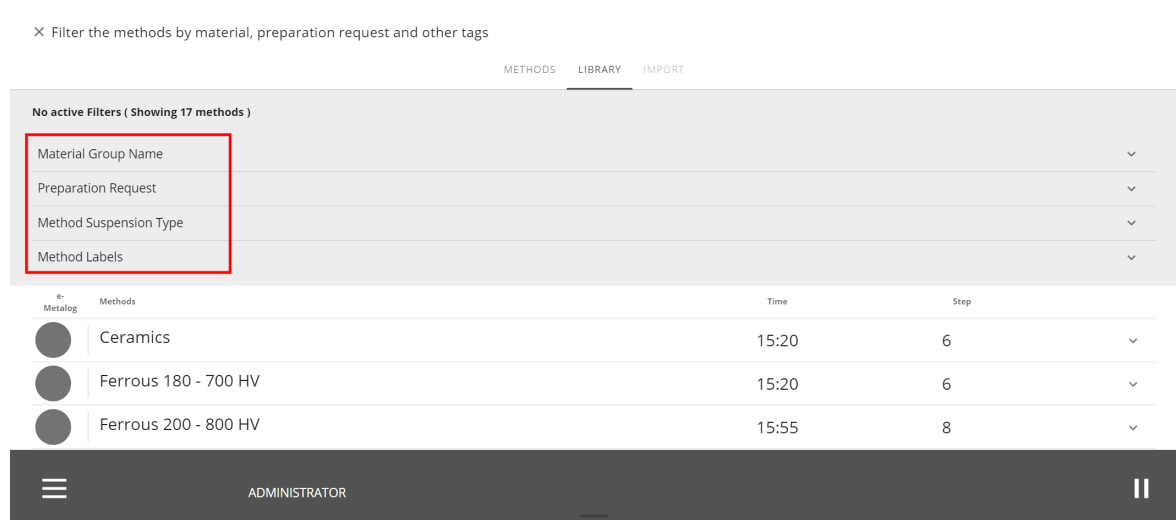 Filter the methods by material, preparation request and other tags
METHODS LIBRARY IMPORT
No active Filters ( Showing 17 methods )
Material Group Name
Preparation Request
Method Suspension Type
Method Labels
e-
Metalog Methods Time Step
Ceramics 15:20 6
Ferrous 180 - 700 HV 15:20 6
Ferrous 200 - 800 HV 15:55 8
ADMINISTRATOR